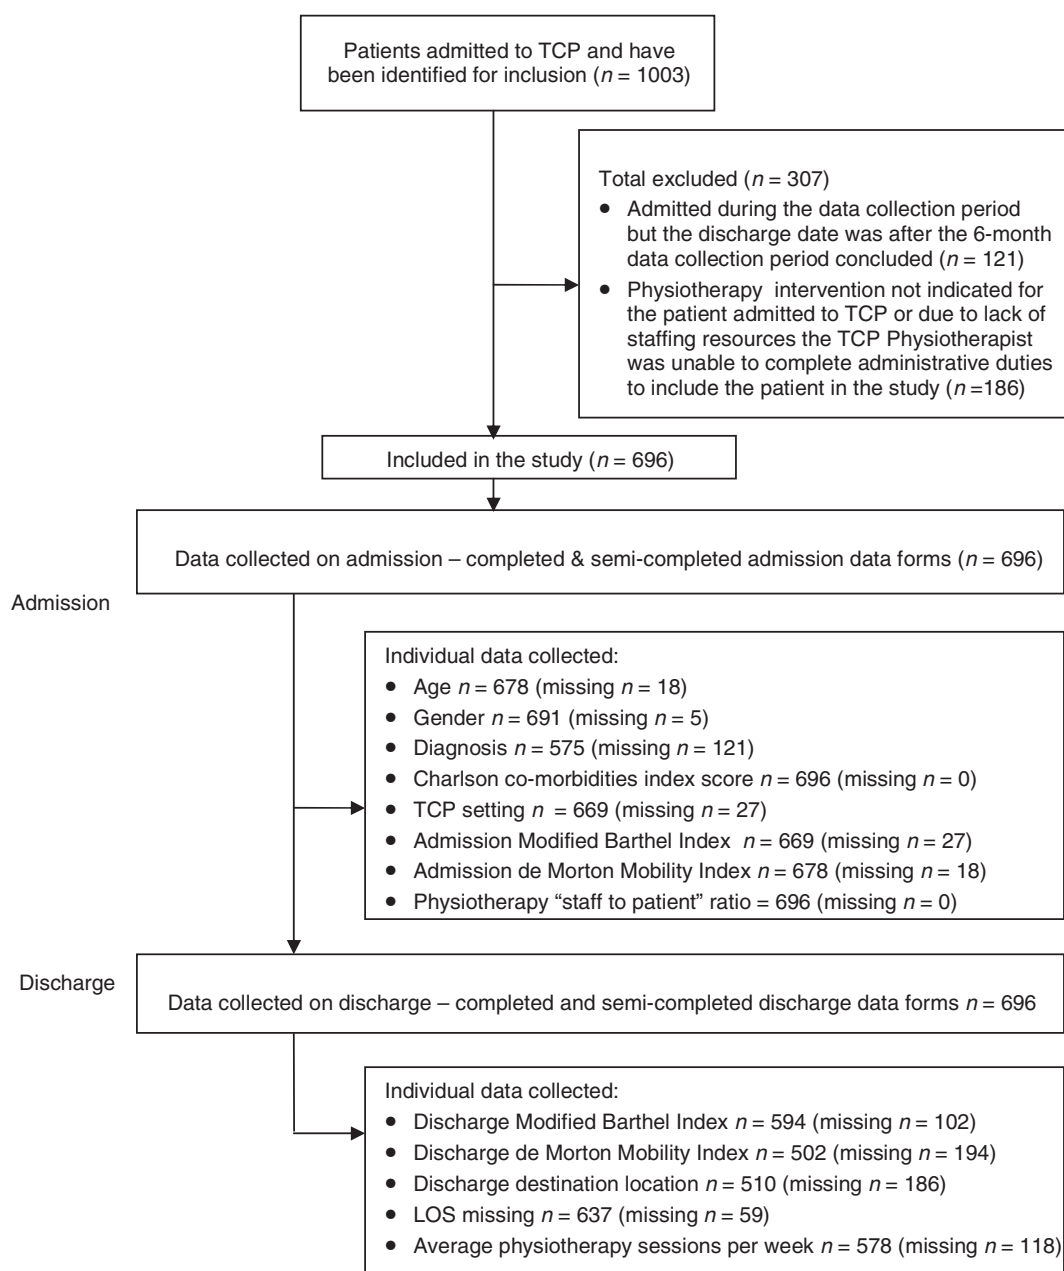 Patients admitted to TCP and have
been identified for inclusion (n = 1003)
Total excluded (n = 307)
• Admitted during the data collection period
but the discharge date was after the 6-month
data collection period concluded (n = 121)
• Physiotherapy intervention not indicated for
the patient admitted to TCP or due to lack of
staffing resources the TCP Physiotherapist
was unable to complete administrative duties
to include the patient in the study (n =186)
Included in the study (n = 696)
Data collected on admission – completed & semi-completed admission data forms (n = 696)
Admission
Individual data collected:
• Age n = 678 (missing n = 18)
• Gender n = 691 (missing n = 5)
• Diagnosis n = 575 (missing n = 121)
• Charlson co-morbidities index score n = 696 (missing n = 0)
• TCP setting n = 669 (missing n = 27)
• Admission Modified Barthel Index n = 669 (missing n = 27)
• Admission de Morton Mobility Index n = 678 (missing n = 18)
• Physiotherapy “staff to patient” ratio = 696 (missing n = 0)
Discharge
Data collected on discharge – completed and semi-completed discharge data forms n = 696
Individual data collected:
• Discharge Modified Barthel Index n = 594 (missing n = 102)
• Discharge de Morton Mobility Index n = 502 (missing n = 194)
• Discharge destination location n = 510 (missing n = 186)
• LOS missing n = 637 (missing n = 59)
• Average physiotherapy sessions per week n = 578 (missing n = 118)